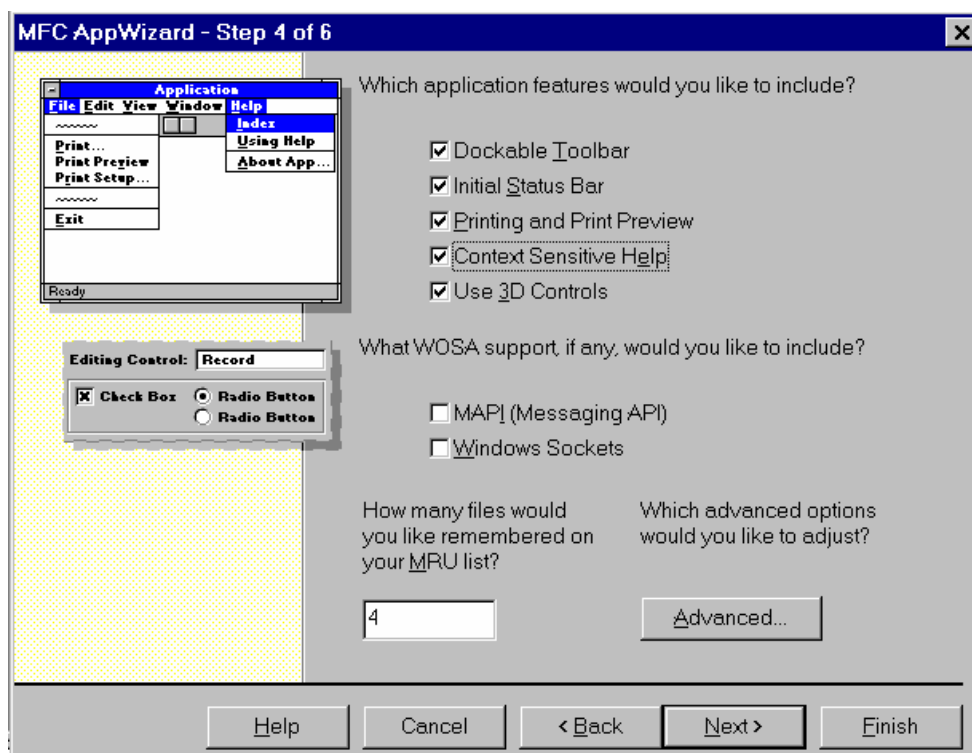 MFC AppWizard - Step 4 of 6
Application
File Edit View Window Help
Print...
Print Preview
Print Setup...
Exit
Index
Using Help
About App...
Ready
Editing Control: Record
Check Box
Radio Button
Radio Button
Which application features would you like to include?
Dockable Toolbar
Initial Status Bar
Printing and Print Preview
Context Sensitive Help
Use 3D Controls
What WOSA support, if any, would you like to include?
MAPI (Messaging API)
Windows Sockets
How many files would
you like remembered on
your MRU list?
4
Which advanced options
would you like to adjust?
Advanced...
Help
Cancel
< Back
Next >
Finish